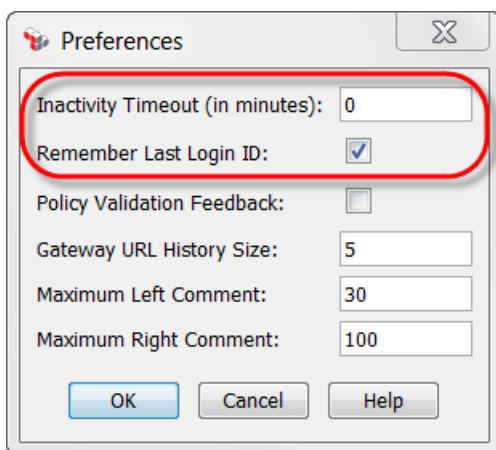 Preferences
Inactivity Timeout (in minutes): 0
Remember Last Login ID:
Policy Validation Feedback:
Gateway URL History Size: 5
Maximum Left Comment: 30
Maximum Right Comment: 100
OK Cancel Help